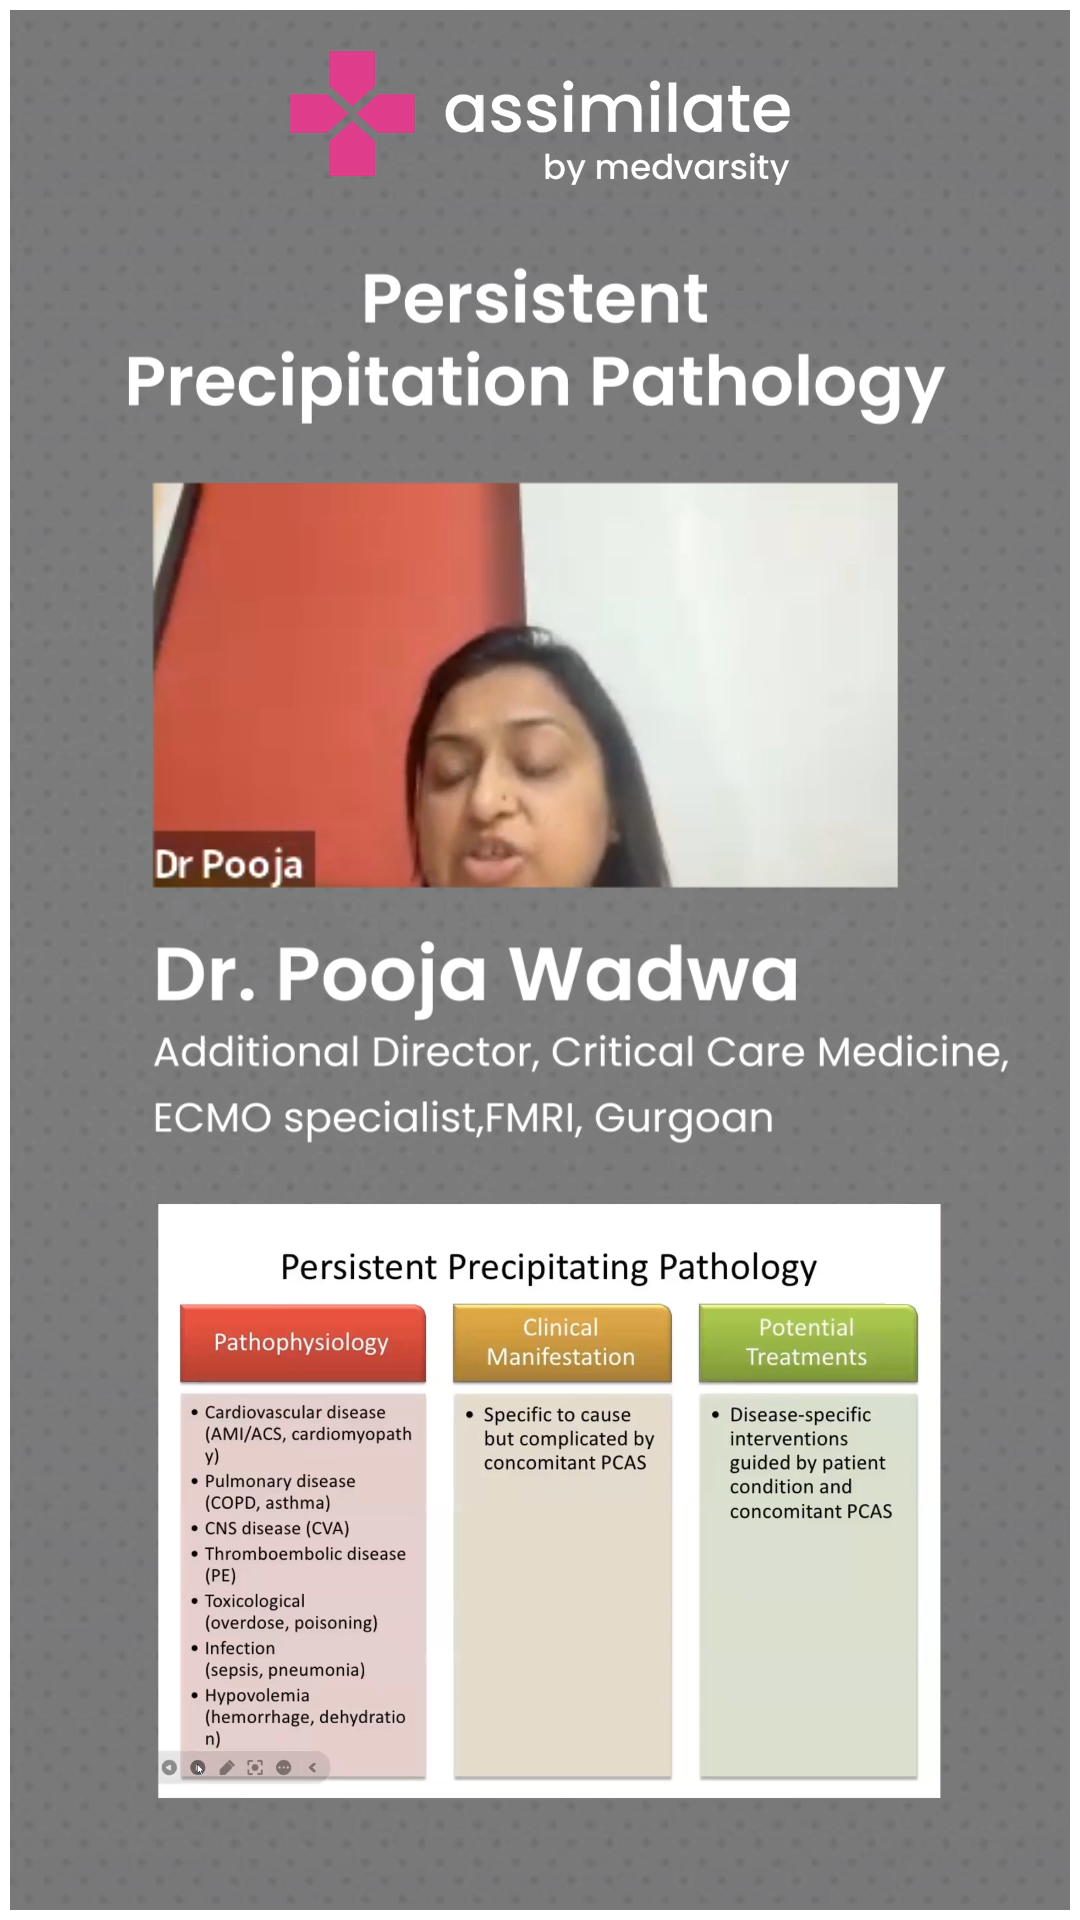 assimilate
by medvarsity
Persistent
Precipitation Pathology
Dr Pooja
Dr. Pooja Wadwa
Additional Director, Critical Care Medicine,
ECMO specialist,FMRI, Gurgoan
Persistent Precipitating Pathology
Pathophysiology
• Cardiovascular disease
(AMI/ACS, cardiomyopath
y)
• Pulmonary disease
(COPD, asthma)
• CNS disease (CVA)
• Thromboembolic disease
(PE)
• Toxicological
(overdose, poisoning)
• Infection
(sepsis, pneumonia)
• Hypovolemia
(hemorrhage, dehydratio
n)
Clinical
Manifestation
• Specific to cause
but complicated by
concomitant PCAS
Potential
Treatments
• Disease-specific
interventions
guided by patient
condition and
concomitant PCAS